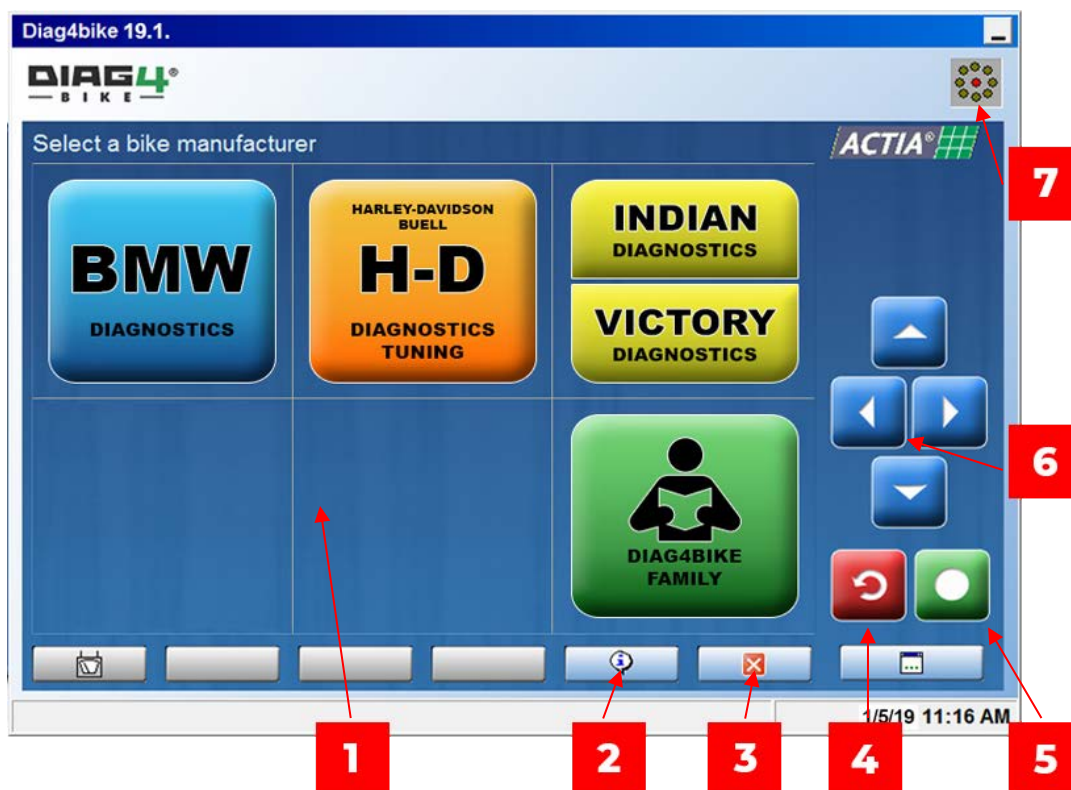 Diag4bike 19.1.
DIAG4®
BIKE
Select a bike manufacturer
ACTIA®
7
BMW
DIAGNOSTICS
HARLEY-DAVIDSON
BUELL
H-D
DIAGNOSTICS
TUNING
INDIAN
DIAGNOSTICS
VICTORY
DIAGNOSTICS
6
DIAG4BIKE
FAMILY
1/5/19 11:16 AM
1
2
3
4
5